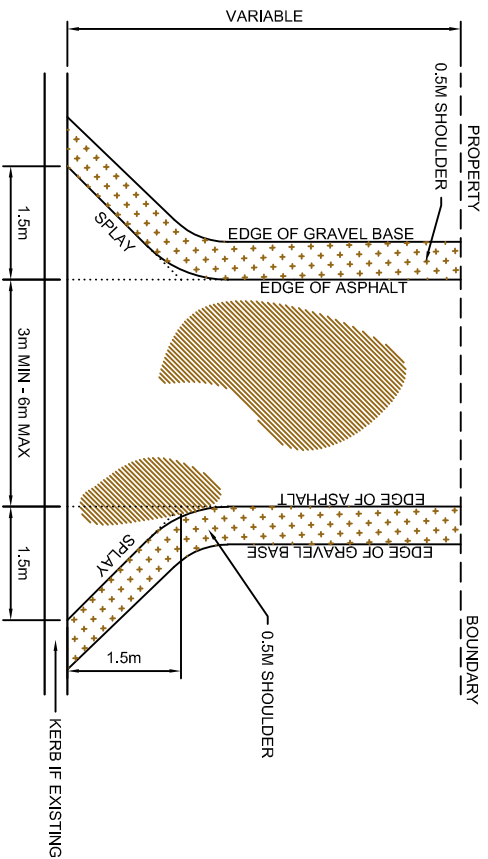 VARIABLE
PROPERTY
0.5M SHOULDER
EDGE OF GRAVEL BASE
SPLAY
EDGE OF ASPHALT
1.5m
3m MIN - 6m MAX
1.5m
EDGE OF ASPHALT
EDGE OF GRAVEL BASE
SPLAY
0.5M SHOULDER
1.5m
BOUNDARY
KERB IF EXISTING